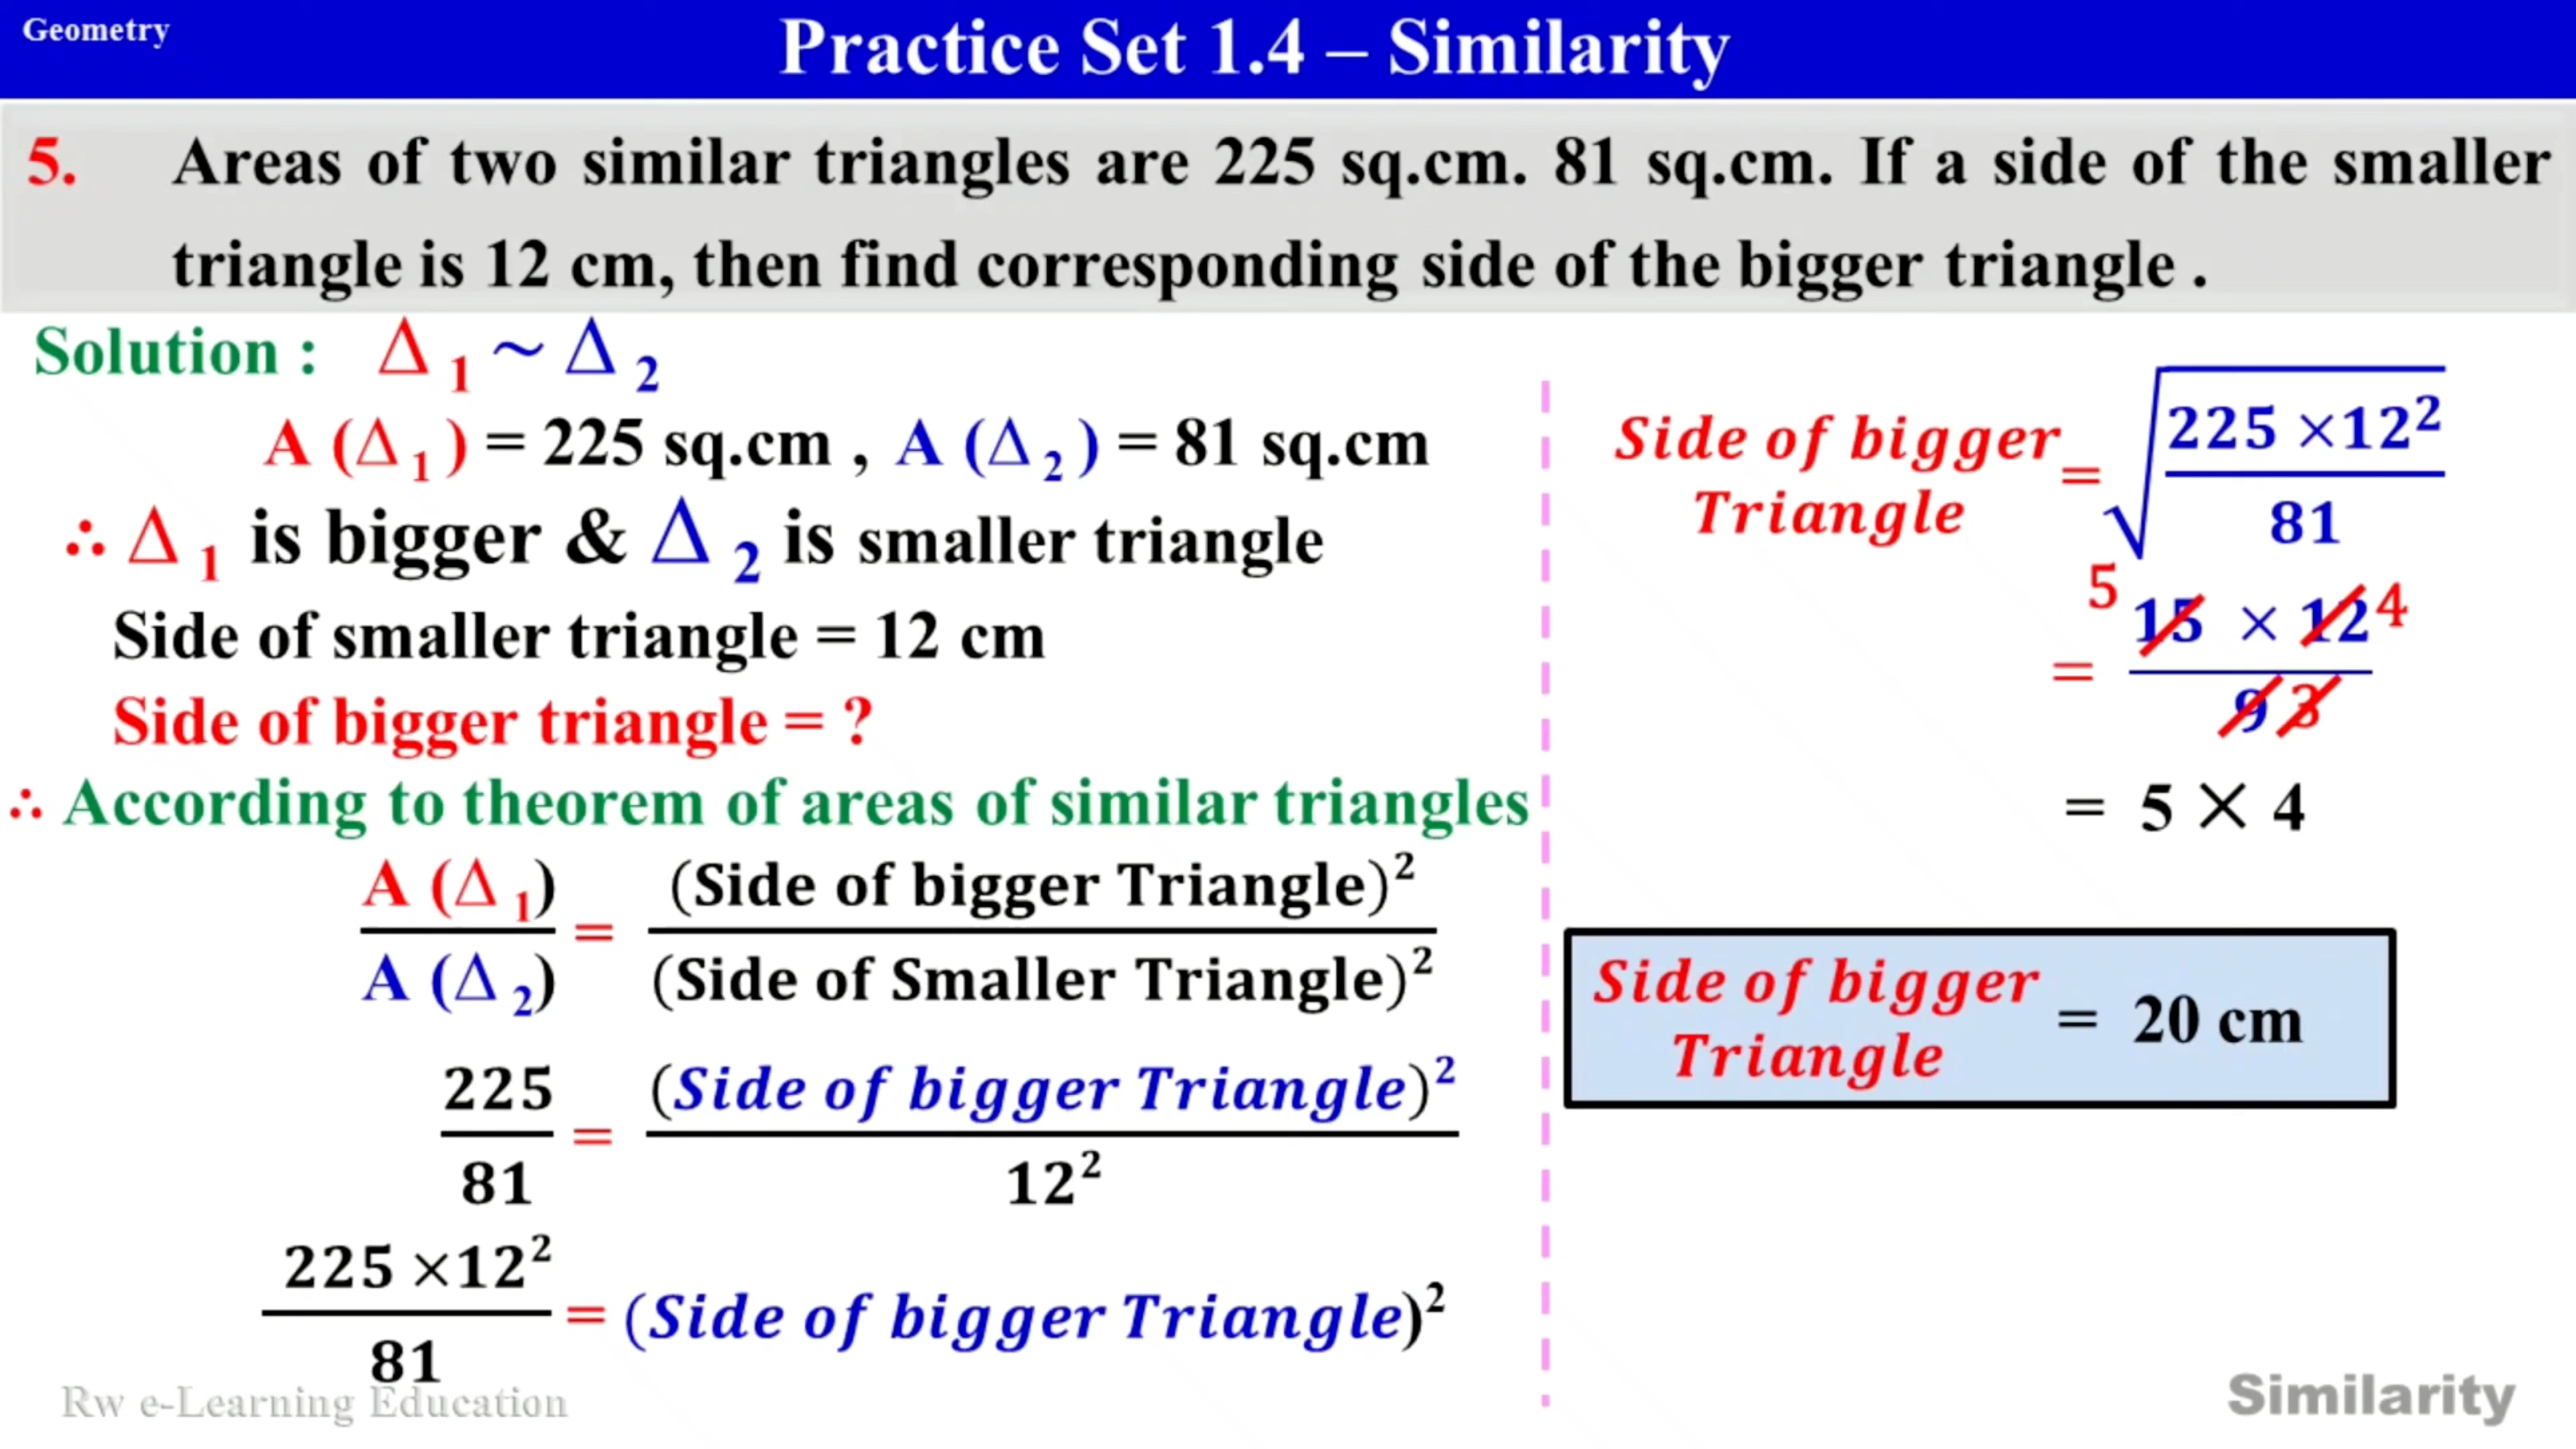 Geometry
Practice Set 1.4 – Similarity
5. Areas of two similar triangles are 225 sq.cm. 81 sq.cm. If a side of the smaller
triangle is 12 cm, then find corresponding side of the bigger triangle .
Solution : Δ 1 ~ Δ 2
A (Δ 1 ) = 225 sq.cm , A (Δ 2 ) = 81 sq.cm
∴ Δ 1 is bigger & Δ 2 is smaller triangle
Side of smaller triangle = 12 cm
Side of bigger triangle = ?
∴ According to theorem of areas of similar triangles
A (Δ 1)
A (Δ 2)
=
(Side of bigger Triangle)²
(Side of Smaller Triangle)²
225
81
=
(Side of bigger Triangle)²
12²
225 ×12²
81
= (Side of bigger Triangle)²
Side of bigger
Triangle
= √
225 ×12²
81
=
5 15 × 12 4
9 3
= 5 × 4
Side of bigger
Triangle
= 20 cm
Rw e-Learning Education
Similarity